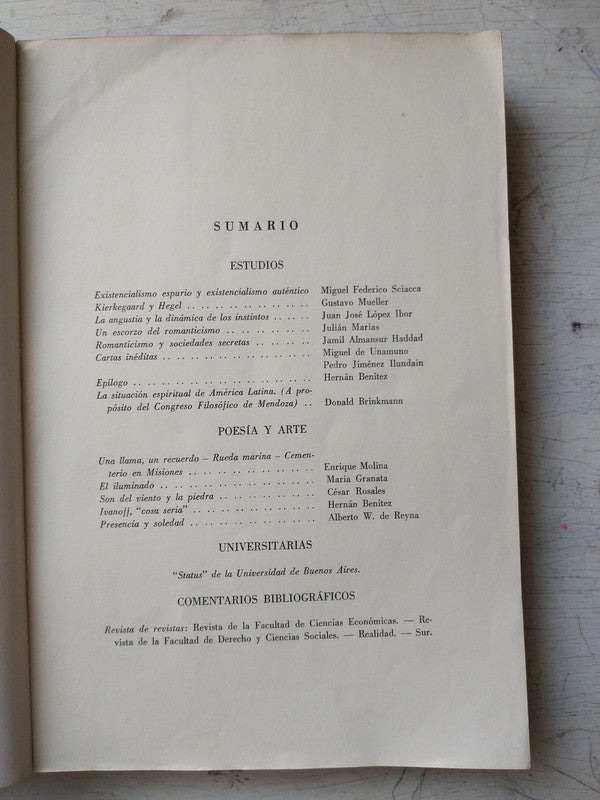 SUMARIO
ESTUDIOS
Existencialismo espurio y existencialismo auténtico Miguel Federico Sciacca
Kierkegaard y Hegel .................. Gustavo Mueller
La angustia y la dinámica de los instintos ..... Juan José López Ibor
Un escorzo del romanticismo ............ Julián Marías
Romanticismo y sociedades secretas ...... Jamil Almansur Haddad
Cartas inéditas ..................... Miguel de Unamuno
Pedro Jiménez Ilundain
Epílogo ......................... Hernán Benítez
La situación espiritual de América Latina. (A pro-
pósito del Congreso Filosófico de Mendoza) .. Donald Brinkmann
POESÍA Y ARTE
Una llama, un recuerdo – Rueda marina – Cemen-
terio en Misiones .................. Enrique Molina
El iluminado ...................... María Granata
Son del viento y la piedra ............. César Rosales
Ivanoff, "cosa seria" ................. Hernán Benítez
Presencia y soledad .................. Alberto W. de Reyna
UNIVERSITARIAS
"Status" de la Universidad de Buenos Aires.
COMENTARIOS BIBLIOGRÁFICOS
Revista de revistas: Revista de la Facultad de Ciencias Económicas. — Re-
vista de la Facultad de Derecho y Ciencias Sociales. — Realidad. — Sur.